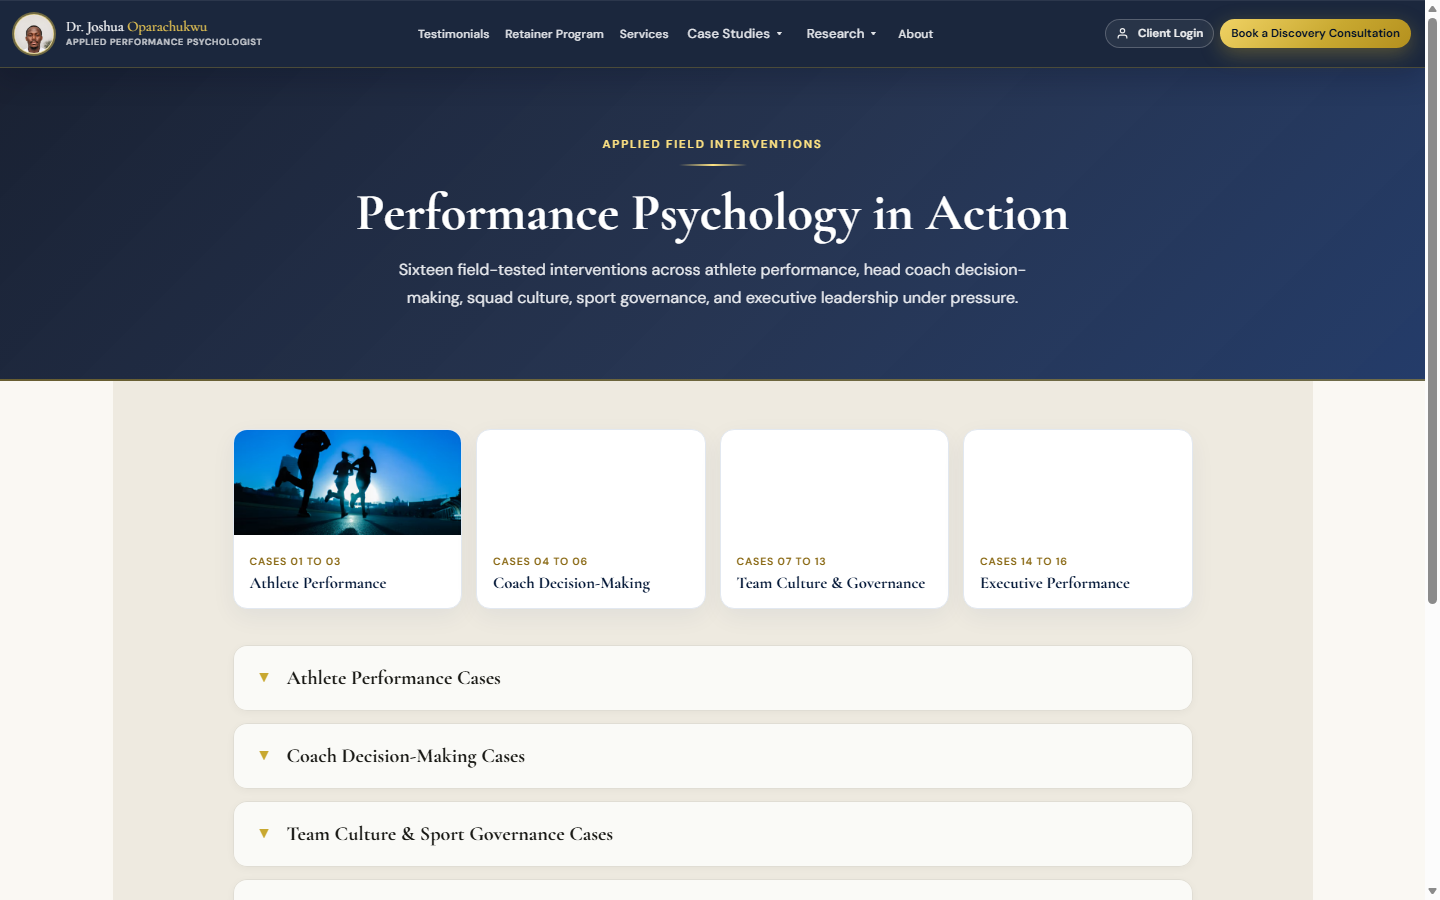 Dr. Joshua Oparachukwu
APPLIED PERFORMANCE PSYCHOLOGIST
Testimonials
Retainer Program
Services
Case Studies
Research
About
Client Login
Book a Discovery Consultation
APPLIED FIELD INTERVENTIONS
Performance Psychology in Action
Sixteen field-tested interventions across athlete performance, head coach decision-
making, squad culture, sport governance, and executive leadership under pressure.
CASES 01 TO 03
Athlete Performance
CASES 04 TO 06
Coach Decision-Making
CASES 07 TO 13
Team Culture & Governance
CASES 14 TO 16
Executive Performance
Athlete Performance Cases
Coach Decision-Making Cases
Team Culture & Sport Governance Cases